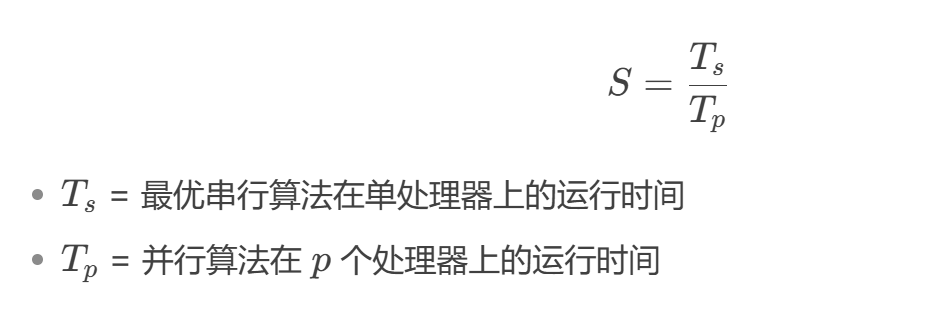 S = T_s / T_p
• T_s = 最优串行算法在单处理器上的运行时间
• T_p = 并行算法在 p 个处理器上的运行时间